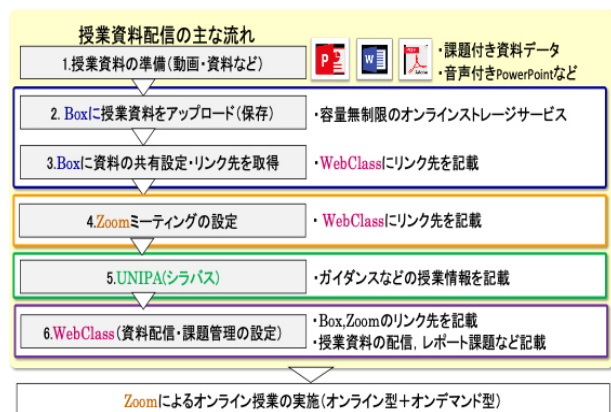 授業資料配信の主な流れ
1.授業資料の準備(動画・資料など)
・課題付き資料データ
・音声付きPowerPointなど
2. Boxに授業資料をアップロード(保存)
・容量無制限のオンラインストレージサービス
3.Boxに資料の共有設定・リンク先を取得
・WebClassにリンク先を記載
4.Zoomミーティングの設定
・ WebClassにリンク先を記載
5.UNIPA(シラバス)
・ガイダンスなどの授業情報を記載
6.WebClass(資料配信・課題管理の設定)
・Box,Zoomのリンク先を記載
・授業資料の配信, レポート課題など記載
Zoomによるオンライン授業の実施(オンライン型+オンデマンド型)